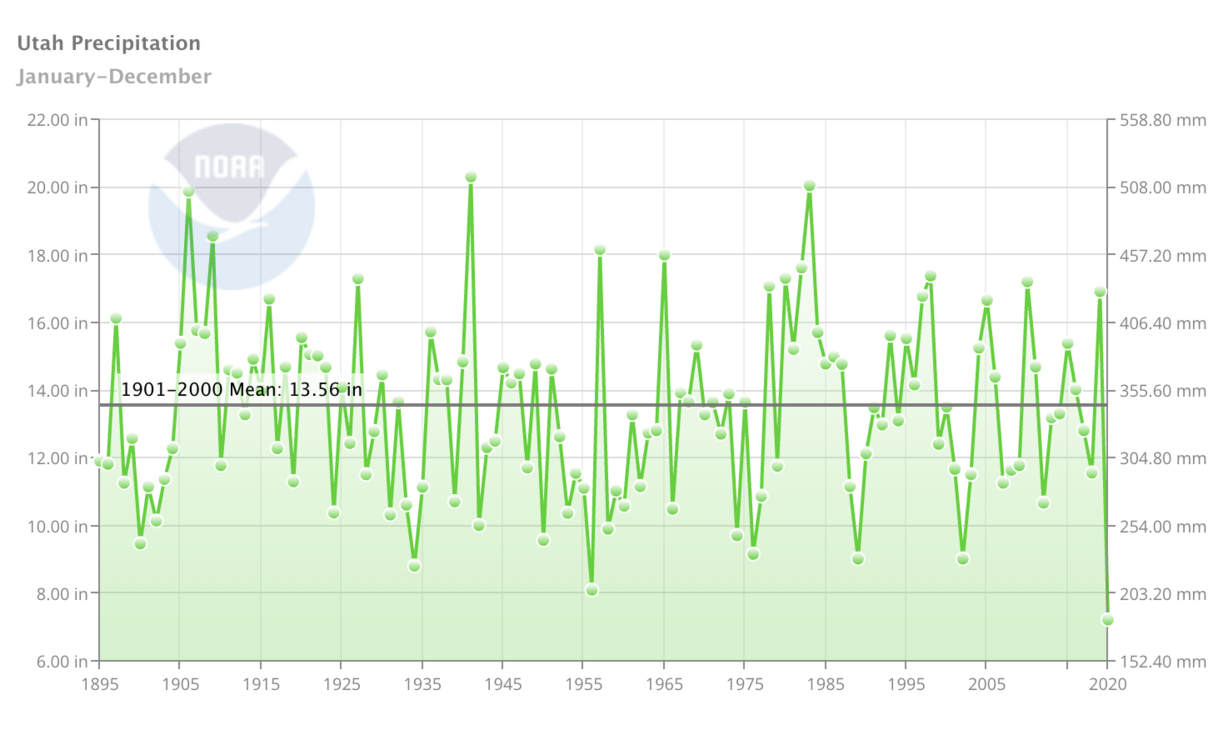 Utah Precipitation
January–December
22.00 in
558.80 mm
NOAA
20.00 in
508.00 mm
18.00 in
457.20 mm
16.00 in
406.40 mm
1901–2000 Mean: 13.56 in
14.00 in
355.60 mm
12.00 in
304.80 mm
10.00 in
254.00 mm
8.00 in
203.20 mm
6.00 in
152.40 mm
1895 1905 1915 1925 1935 1945 1955 1965 1975 1985 1995 2005 2020